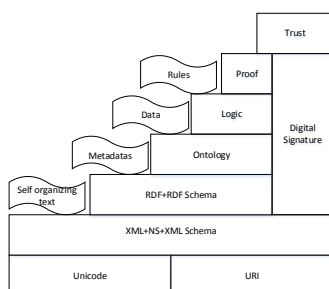 Trust
Rules
Proof
Data
Logic
Digital
Signature
Metadatas
Ontology
Self organizing
text
RDF+RDF Schema
XML+NS+XML Schema
Unicode
URI